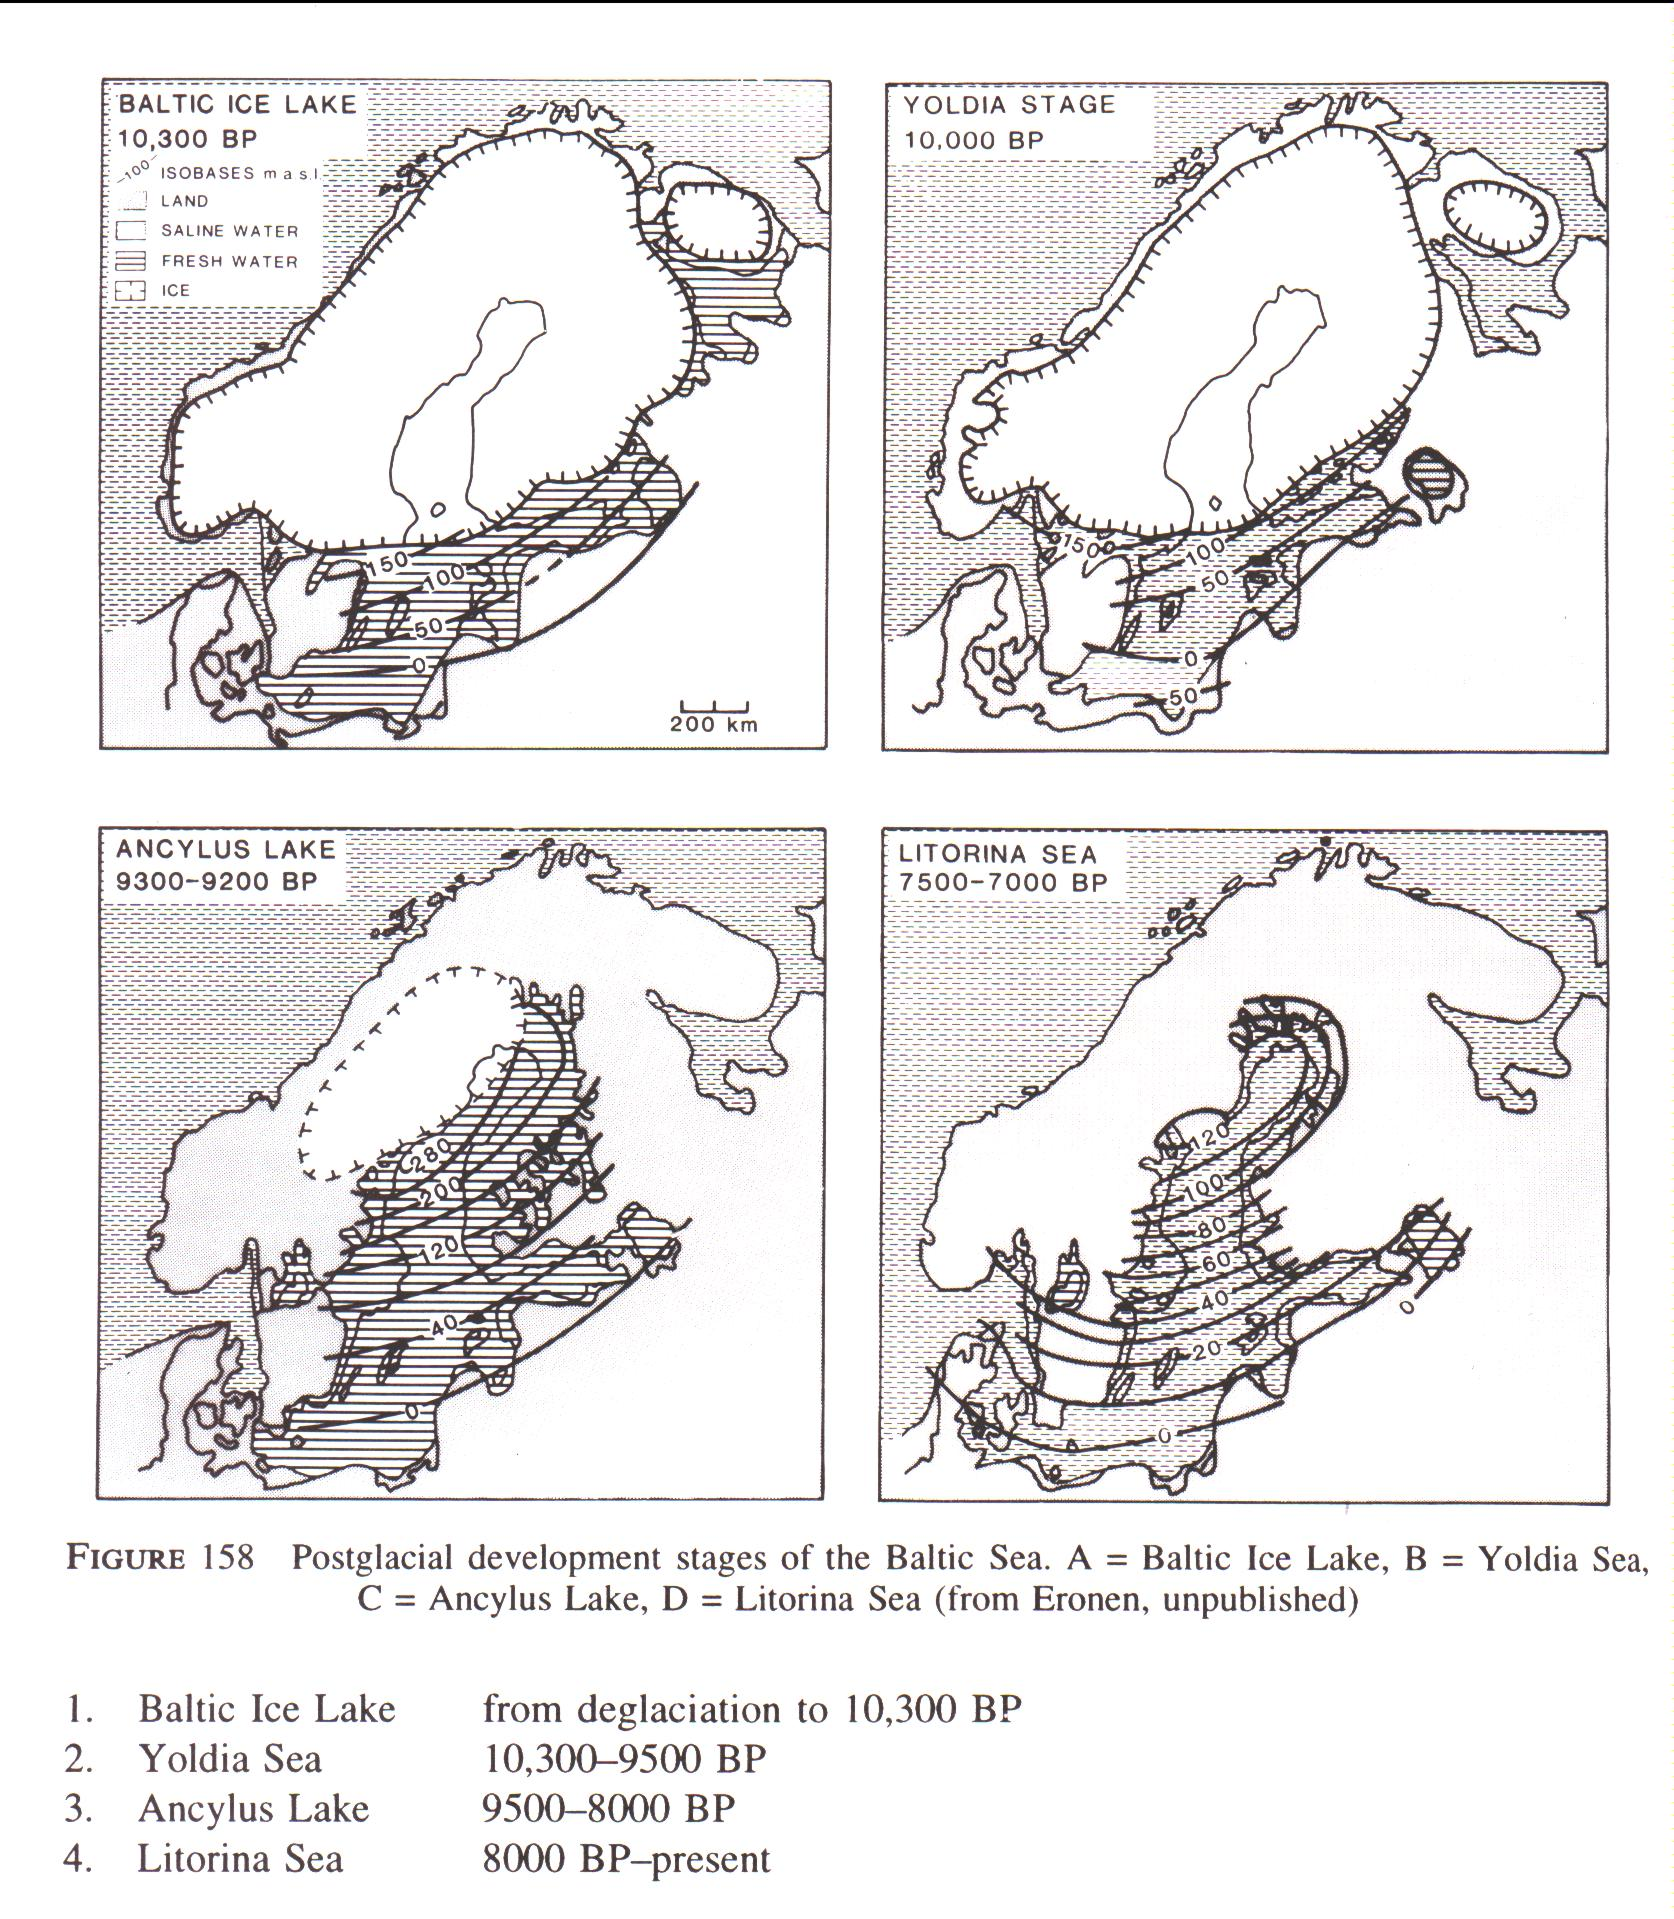 BALTIC ICE LAKE
10,300 BP
-100- ISOBASES m a s.l.
LAND
SALINE WATER
FRESH WATER
ICE
150
100
50
0
200 km
YOLDIA STAGE
10,000 BP
150
0
100
50
0
-50
ANCYLUS LAKE
9300-9200 BP
280
200
120
40
0
LITORINA SEA
7500-7000 BP
120
100
80
60
40
0
20
0
FIGURE 158 Postglacial development stages of the Baltic Sea. A = Baltic Ice Lake, B = Yoldia Sea,
C = Ancylus Lake, D = Litorina Sea (from Eronen, unpublished)
1. Baltic Ice Lake from deglaciation to 10,300 BP
2. Yoldia Sea 10,300–9500 BP
3. Ancylus Lake 9500–8000 BP
4. Litorina Sea 8000 BP–present